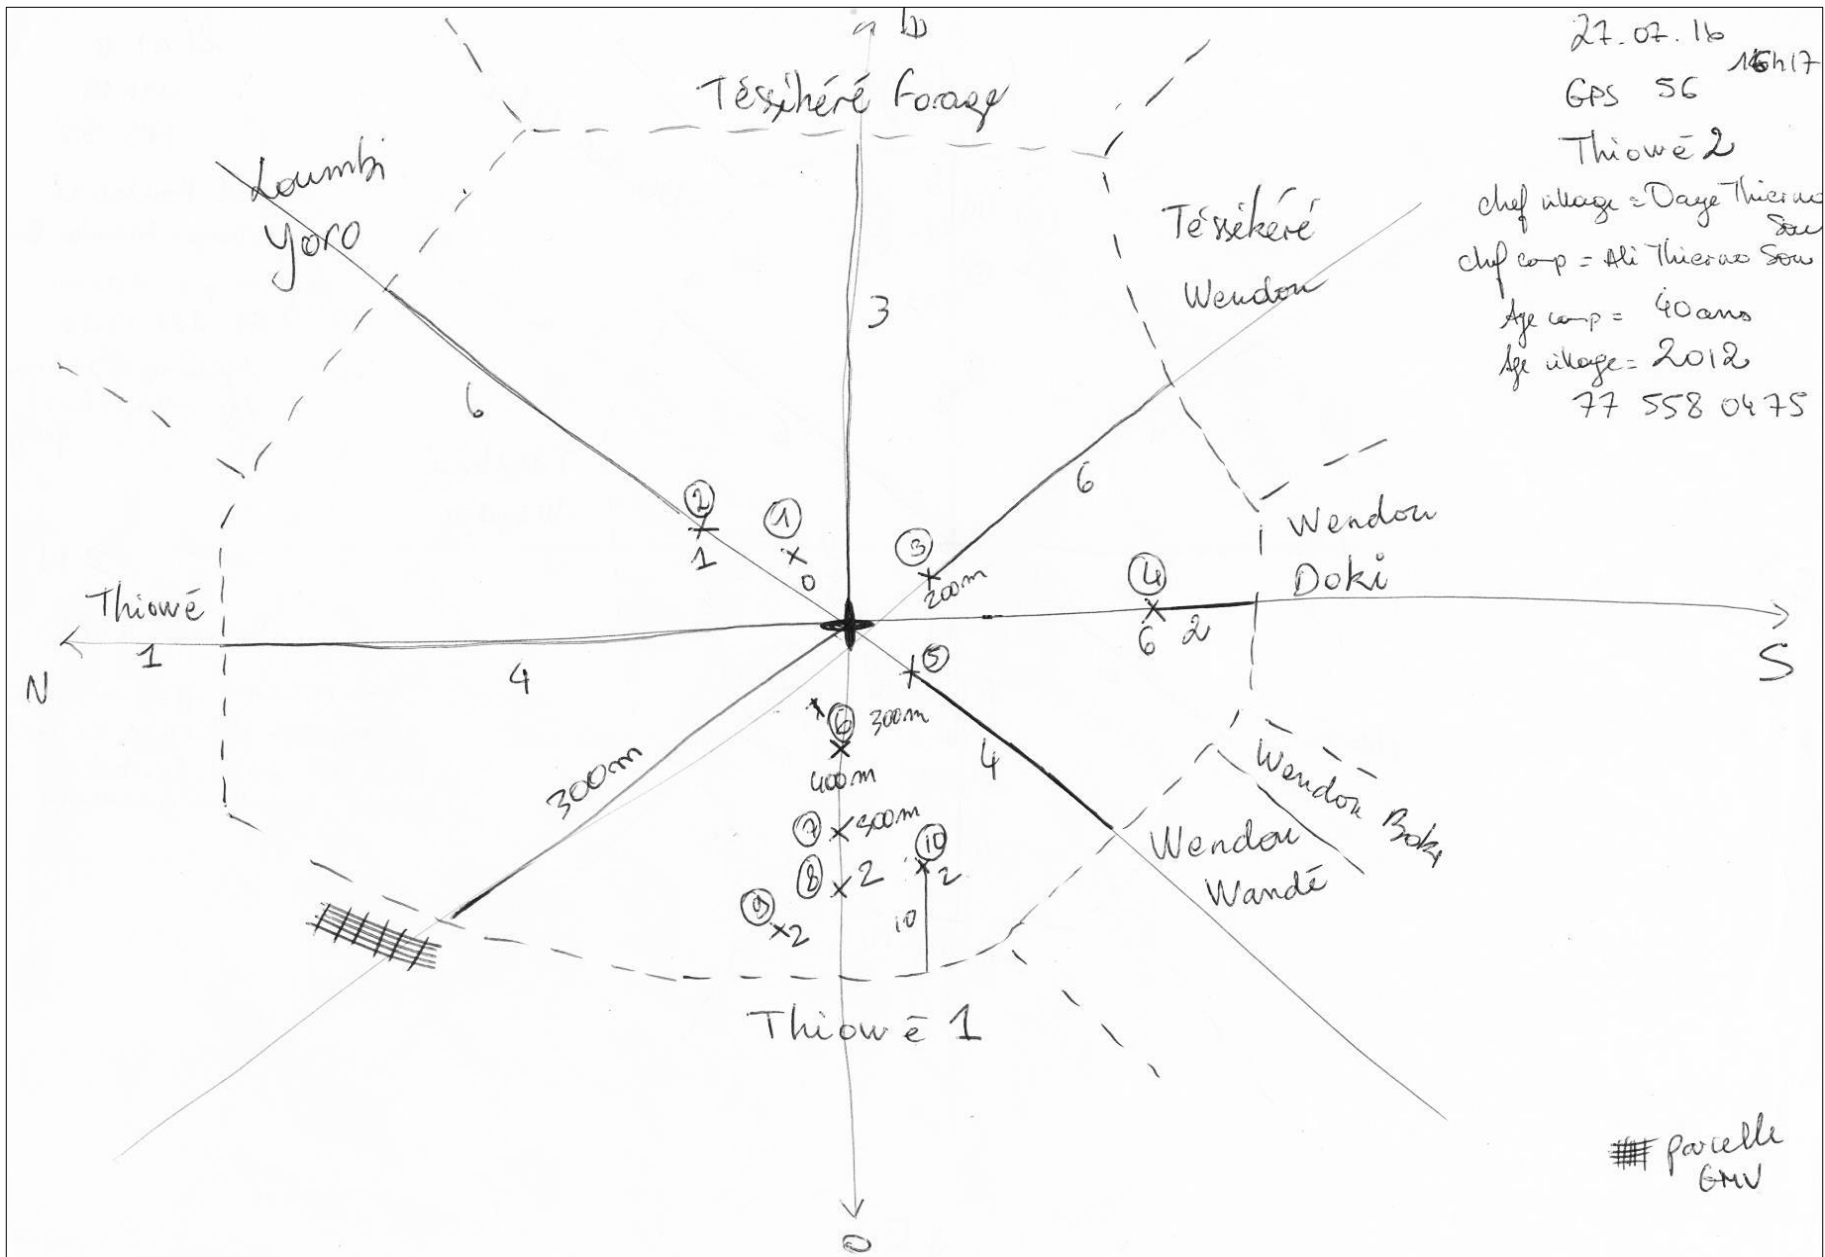 27.07.16
16h17
GPS 56
Thiowé 2
chef village = Daye Thierno
Sow
chef camp = Ali Thierno Sow
Age camp = 40 ans
Age village = 2012
77 558 0475
Téssikéré Forage
Loumbi
Yoro
3
Téssékéré
Wendou
6
6
②
1
①
0
③
200m
Wendou
Doki
④
6
2
Thiowé
1
N
4
S
⑤
⑥
300m
400m
4
300m
Wendou Boki
⑦
500m
⑩
2
⑧
2
10
⑨
2
Wendou
Wandé
Thiowé 1
O
parcelle
GMV